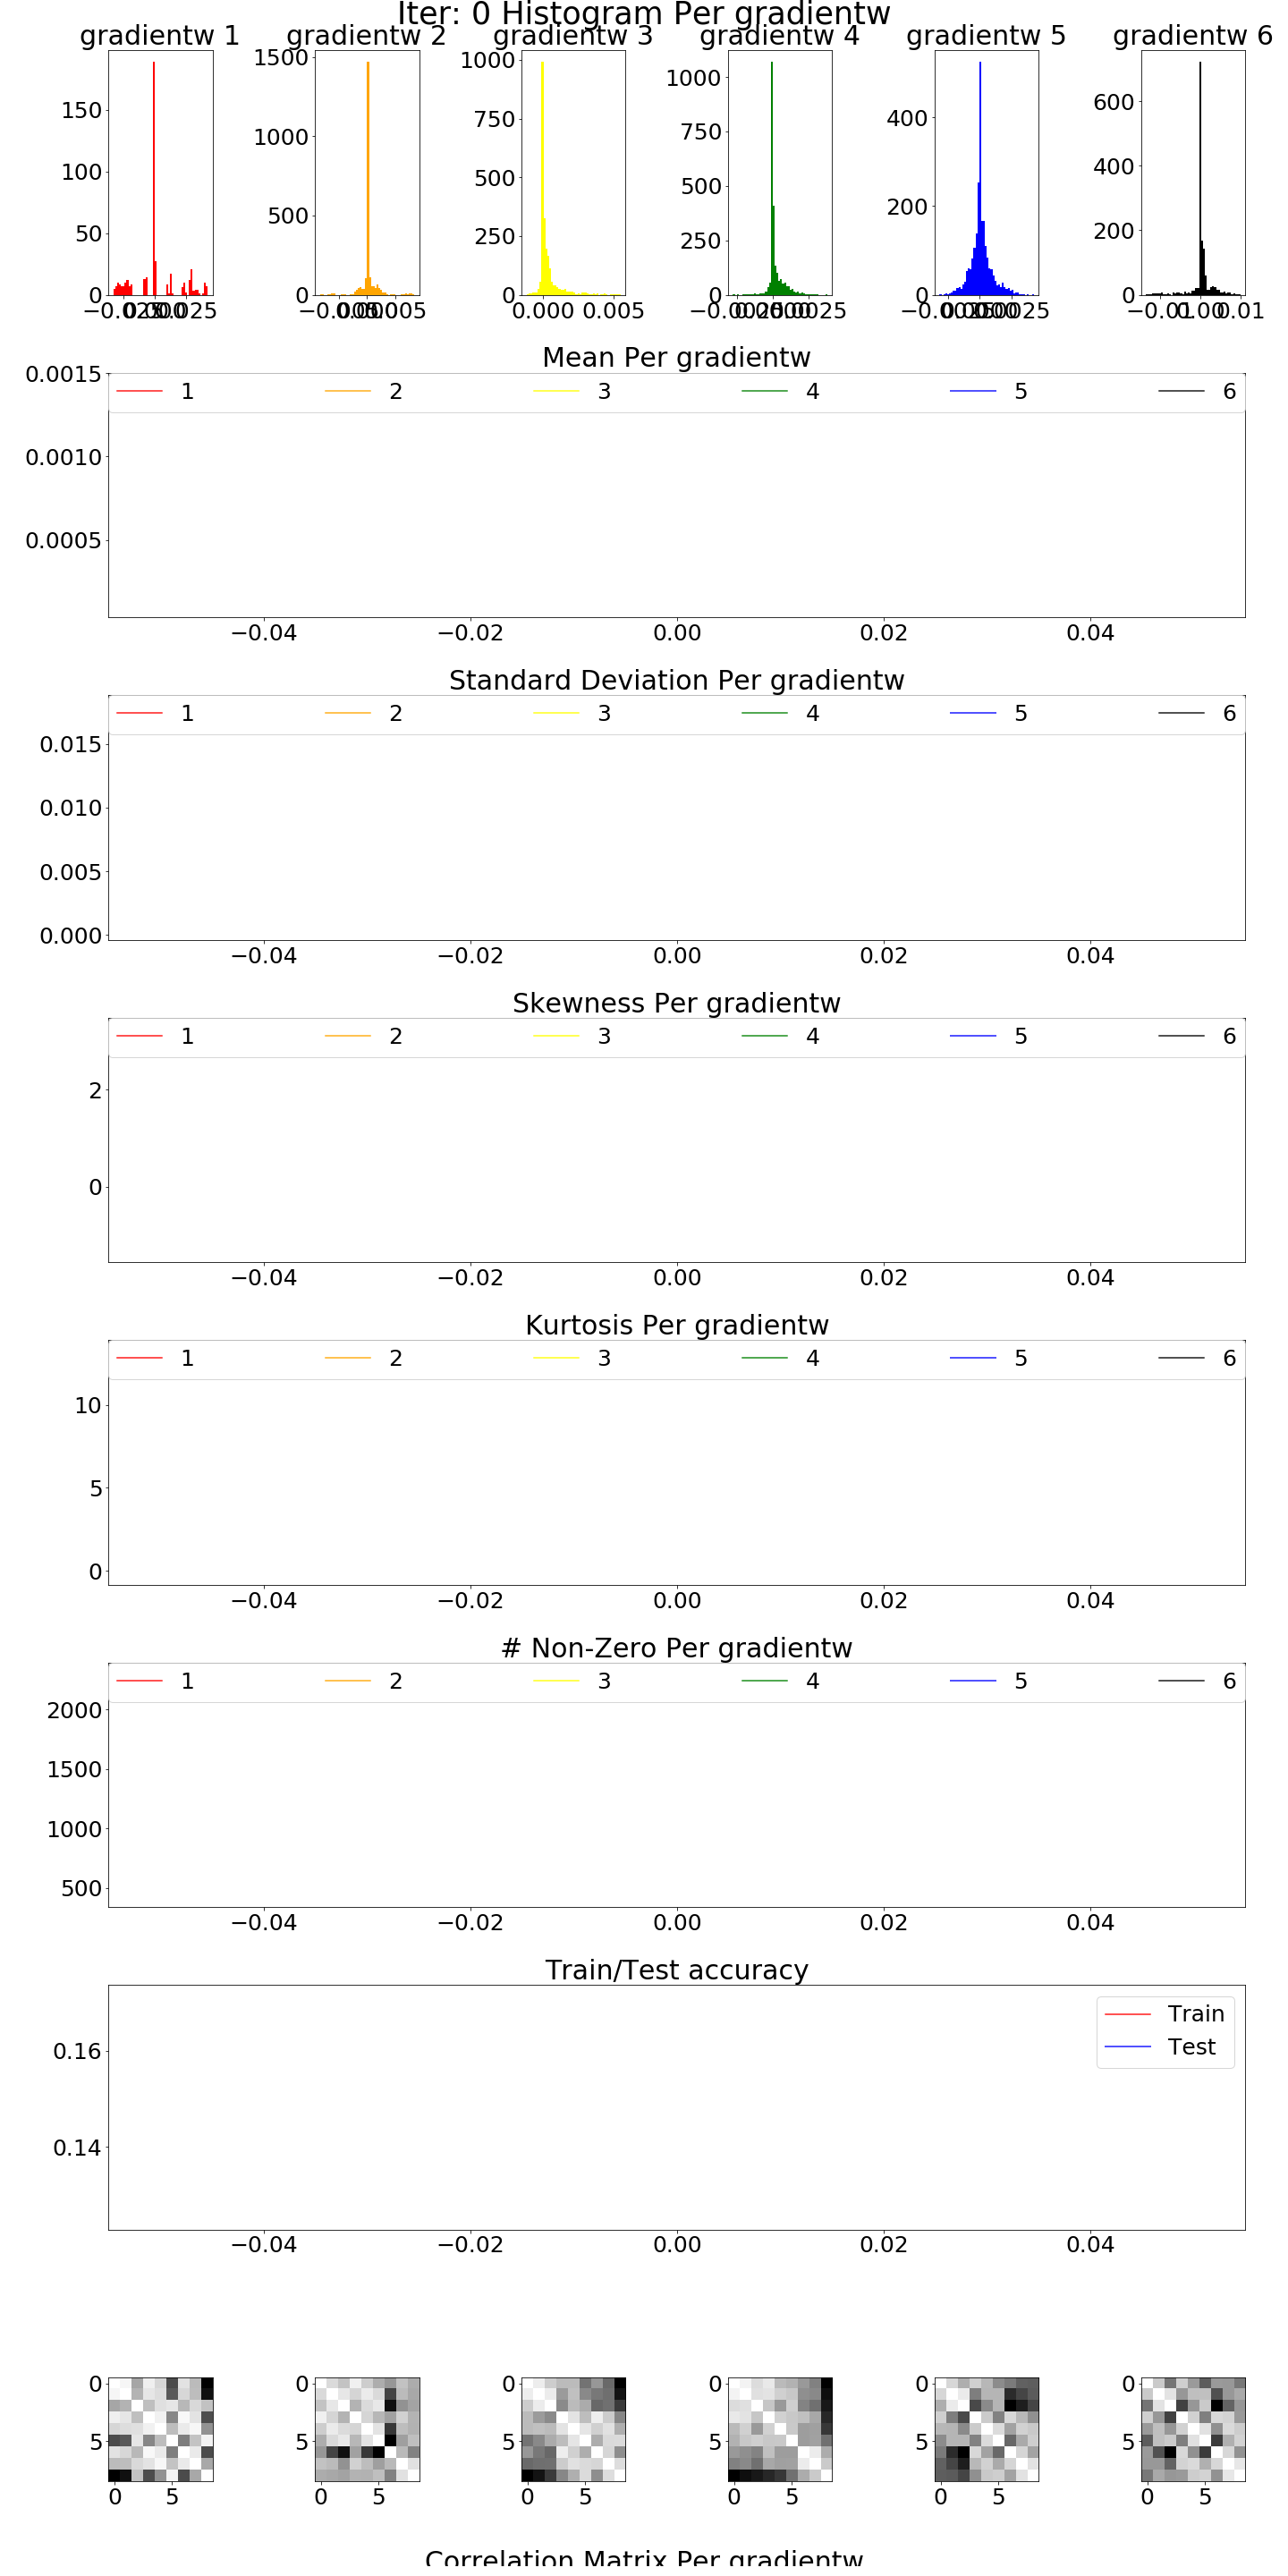 Iter: 0 Histogram Per gradientw
gradientw 1 gradientw 2 gradientw 3 gradientw 4 gradientw 5 gradientw 6
150
100
50
0
1500
1000
500
0
1000
750
500
250
0
0.000 0.005
1000
750
500
250
0
400
200
0
600
400
200
0
−0.01 0.00 0.01
Mean Per gradientw
1 2 3 4 5 6
0.0015
0.0010
0.0005
−0.04 −0.02 0.00 0.02 0.04
Standard Deviation Per gradientw
1 2 3 4 5 6
0.015
0.010
0.005
0.000
−0.04 −0.02 0.00 0.02 0.04
Skewness Per gradientw
1 2 3 4 5 6
2
0
−0.04 −0.02 0.00 0.02 0.04
Kurtosis Per gradientw
1 2 3 4 5 6
10
5
0
−0.04 −0.02 0.00 0.02 0.04
# Non-Zero Per gradientw
1 2 3 4 5 6
2000
1500
1000
500
−0.04 −0.02 0.00 0.02 0.04
Train/Test accuracy
Train
Test
0.16
0.14
−0.04 −0.02 0.00 0.02 0.04
0 0 0 0 0 0
5 5 5 5 5 5
0 5 0 5 0 5 0 5 0 5 0 5
Correlation Matrix Per gradientw